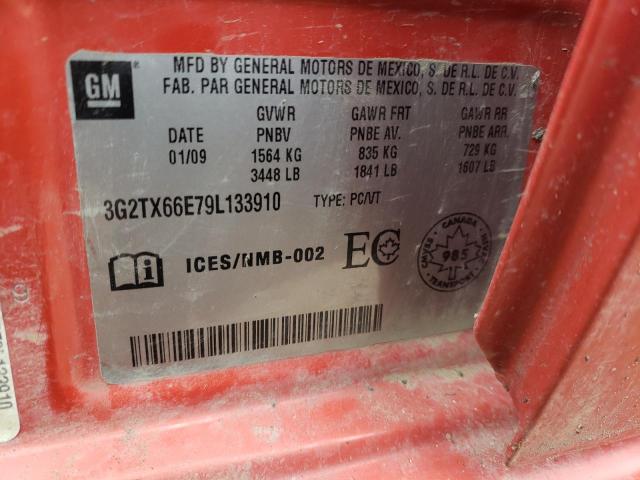 GM
MFD BY GENERAL MOTORS DE MEXICO, S. DE R.L. DE C.V.
FAB. PAR GENERAL MOTORS DE MEXICO, S. DE R.L. DE C.V.
GVWR GAWR FRT GAWR RR
DATE PNBV PNBE AV. PNBE ARR.
01/09 1564 KG 835 KG 729 KG
3448 LB 1841 LB 1607 LB
3G2TX66E79L133910 TYPE: PC/VT
ICES/NMB-002 EC
CANADA
985
TRANSPORT
133910